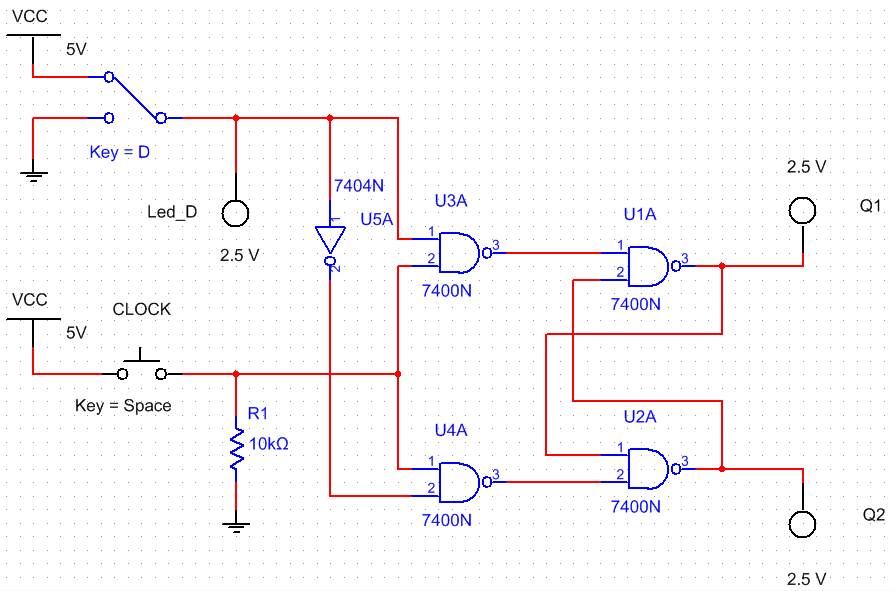 VCC
5V
Key = D
7404N
1
U5A
2
Led_D
2.5 V
U3A
1
2
3
7400N
U1A
1
2
3
7400N
2.5 V
Q1
VCC
5V
CLOCK
Key = Space
R1
10kΩ
U4A
1
2
3
7400N
U2A
1
2
3
7400N
Q2
2.5 V